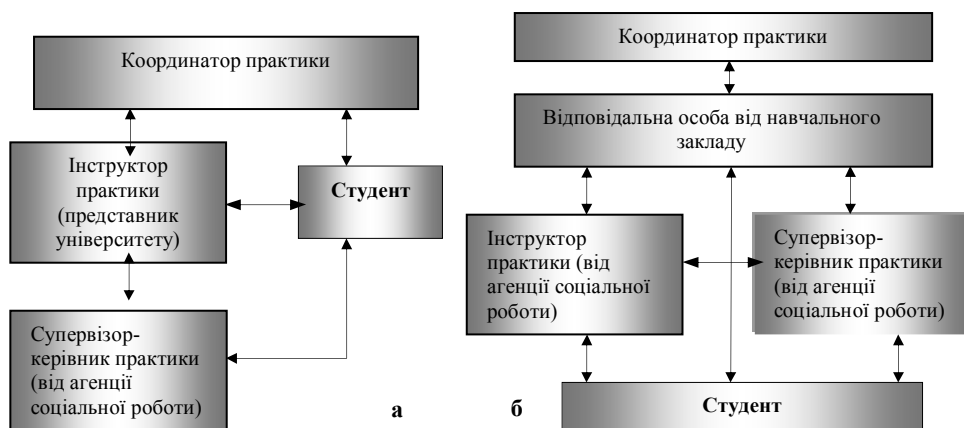 Координатор практики
Інструктор
практики
(представник
університету)
Студент
Супервізор-
керівник практики
(від агенції
соціальної роботи)
а
Координатор практики
Відповідальна особа від навчального
закладу
Інструктор
практики (від
агенції соціальної
роботи)
Супервізор-
керівник практики
(від агенції
соціальної роботи)
Студент
б